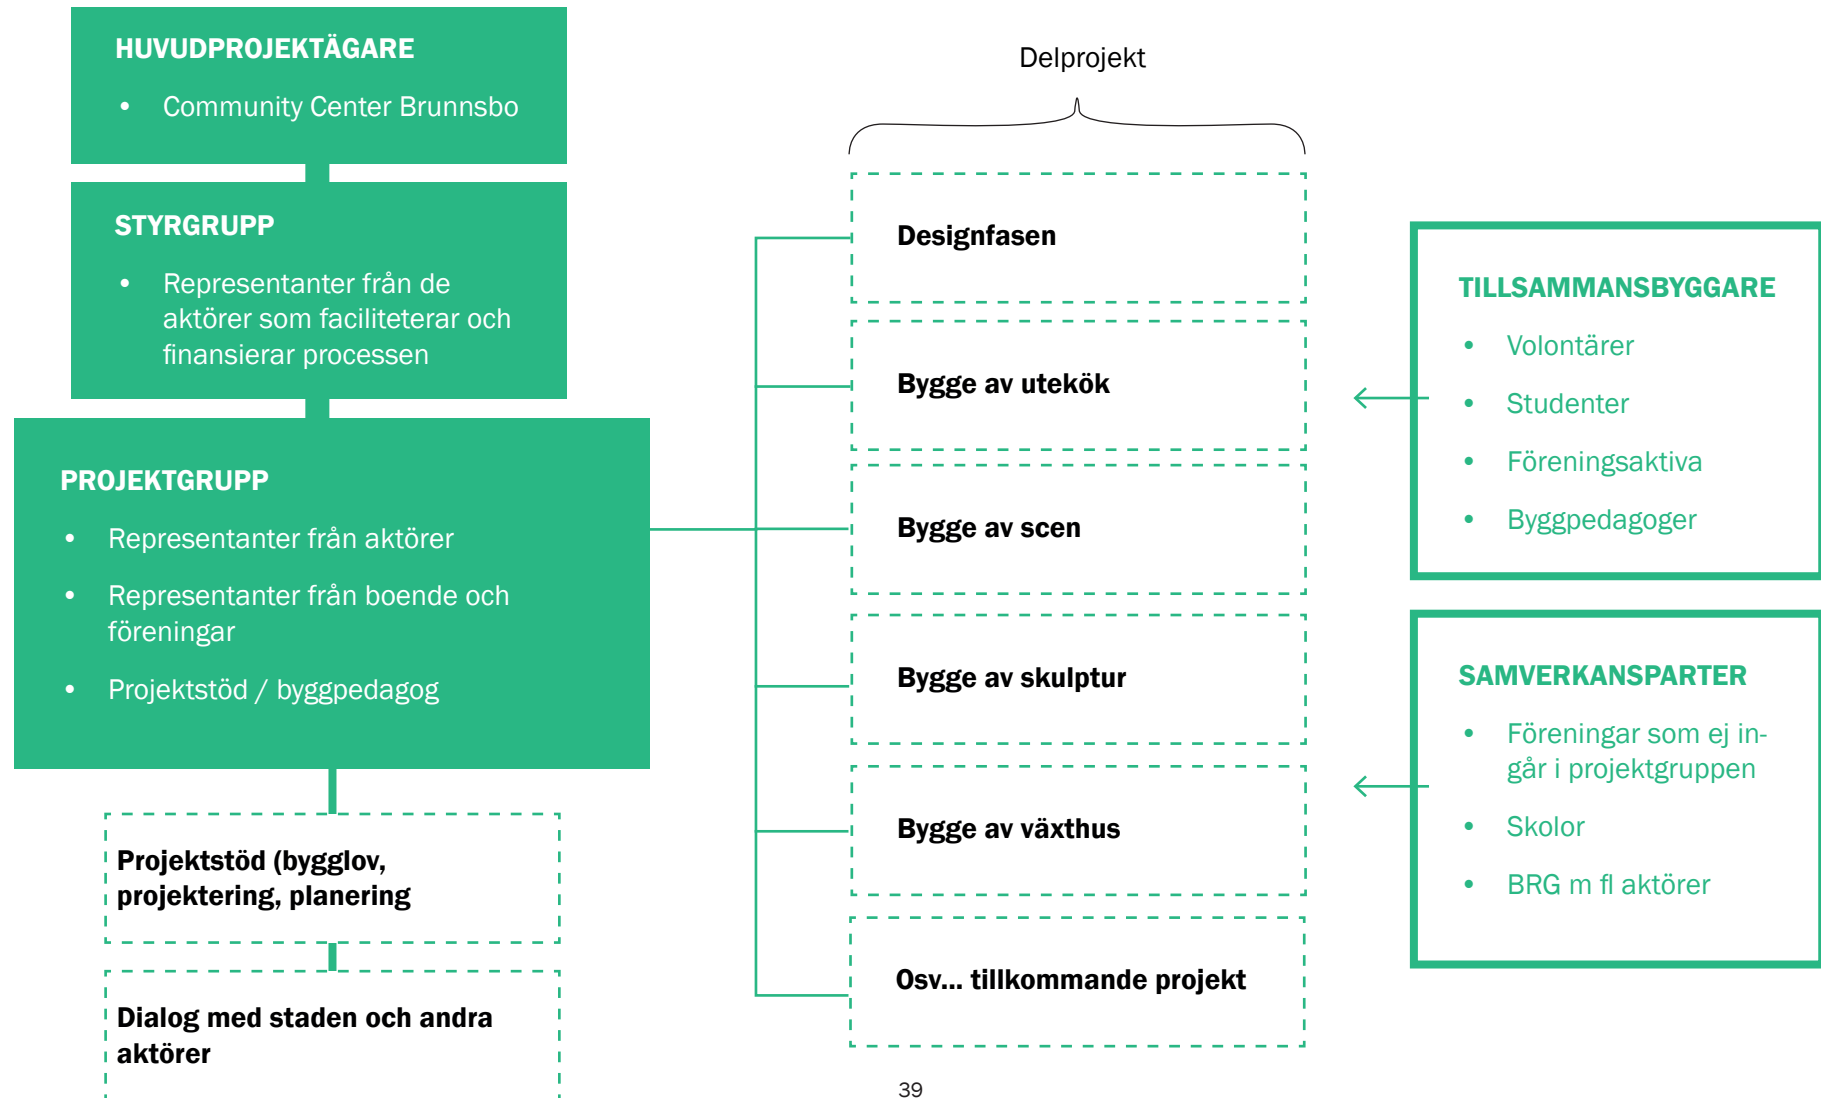 HUVUDPROJEKTÄGARE
• Community Center Brunnsbo
STYRGRUPP
• Representanter från de
aktörer som faciliteterar och
finansierar processen
PROJEKTGRUPP
• Representanter från aktörer
• Representanter från boende och
föreningar
• Projektstöd / byggpedagog
Projektstöd (bygglov,
projektering, planering
Dialog med staden och andra
aktörer
Delprojekt
Designfasen
Bygge av utekök
Bygge av scen
Bygge av skulptur
Bygge av växthus
Osv... tillkommande projekt
TILLSAMMANSBYGGARE
• Volontärer
• Studenter
• Föreningsaktiva
• Byggpedagoger
SAMVERKANSPARTER
• Föreningar som ej in-
går i projektgruppen
• Skolor
• BRG m fl aktörer
39